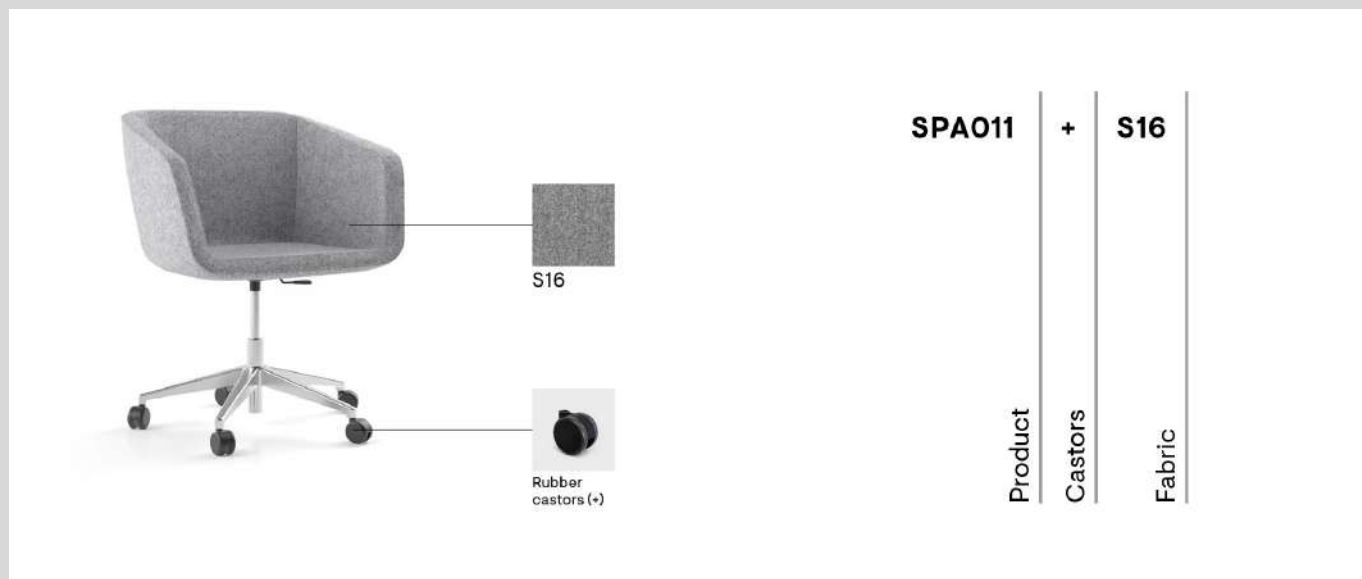 SPA011 + S16
S16
Rubber
castors (+)
Product
Castors
Fabric